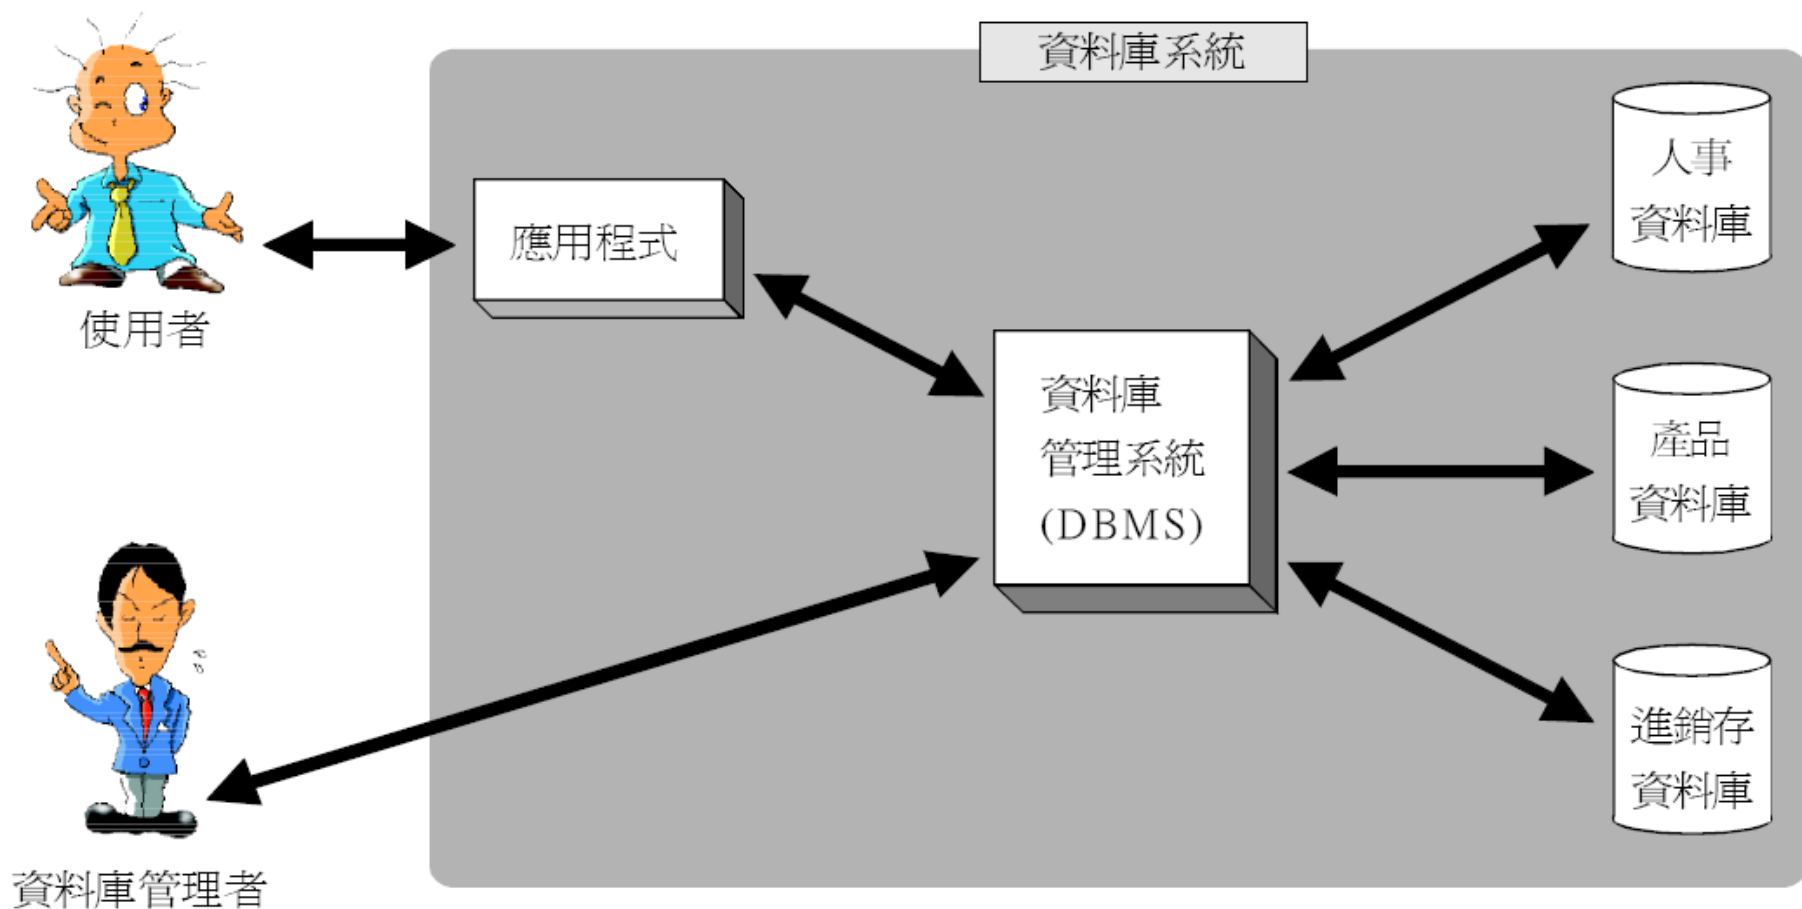 資料庫系統
使用者
應用程式
資料庫
管理系統
(DBMS)
人事
資料庫
產品
資料庫
進銷存
資料庫
資料庫管理者